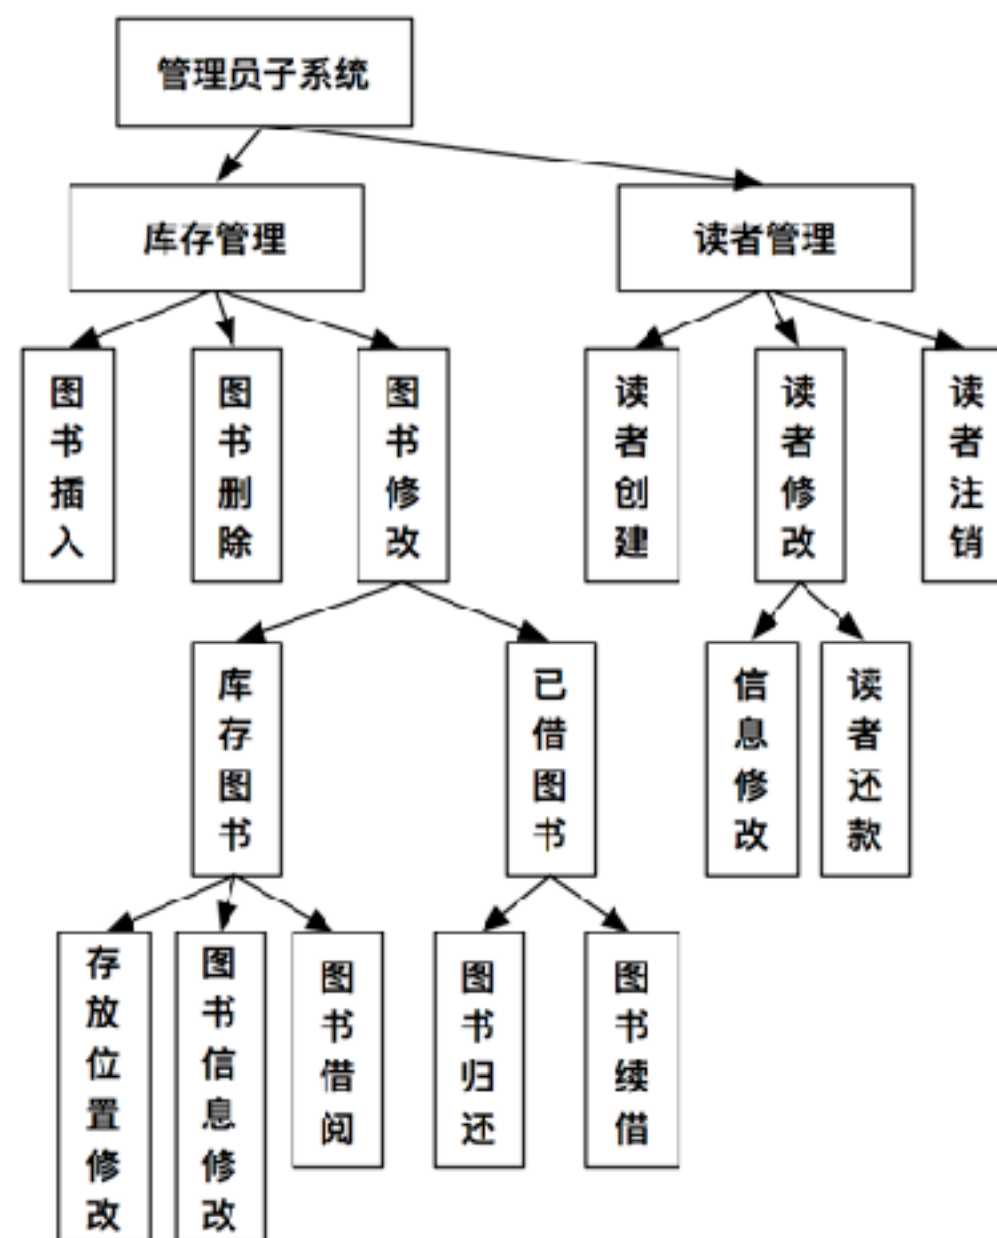 管理员子系统
库存管理
读者管理
图书插入
图书删除
图书修改
读者创建
读者修改
读者注销
库存图书
已借图书
信息修改
读者还款
存放位置修改
图书信息修改
图书借阅
图书归还
图书续借